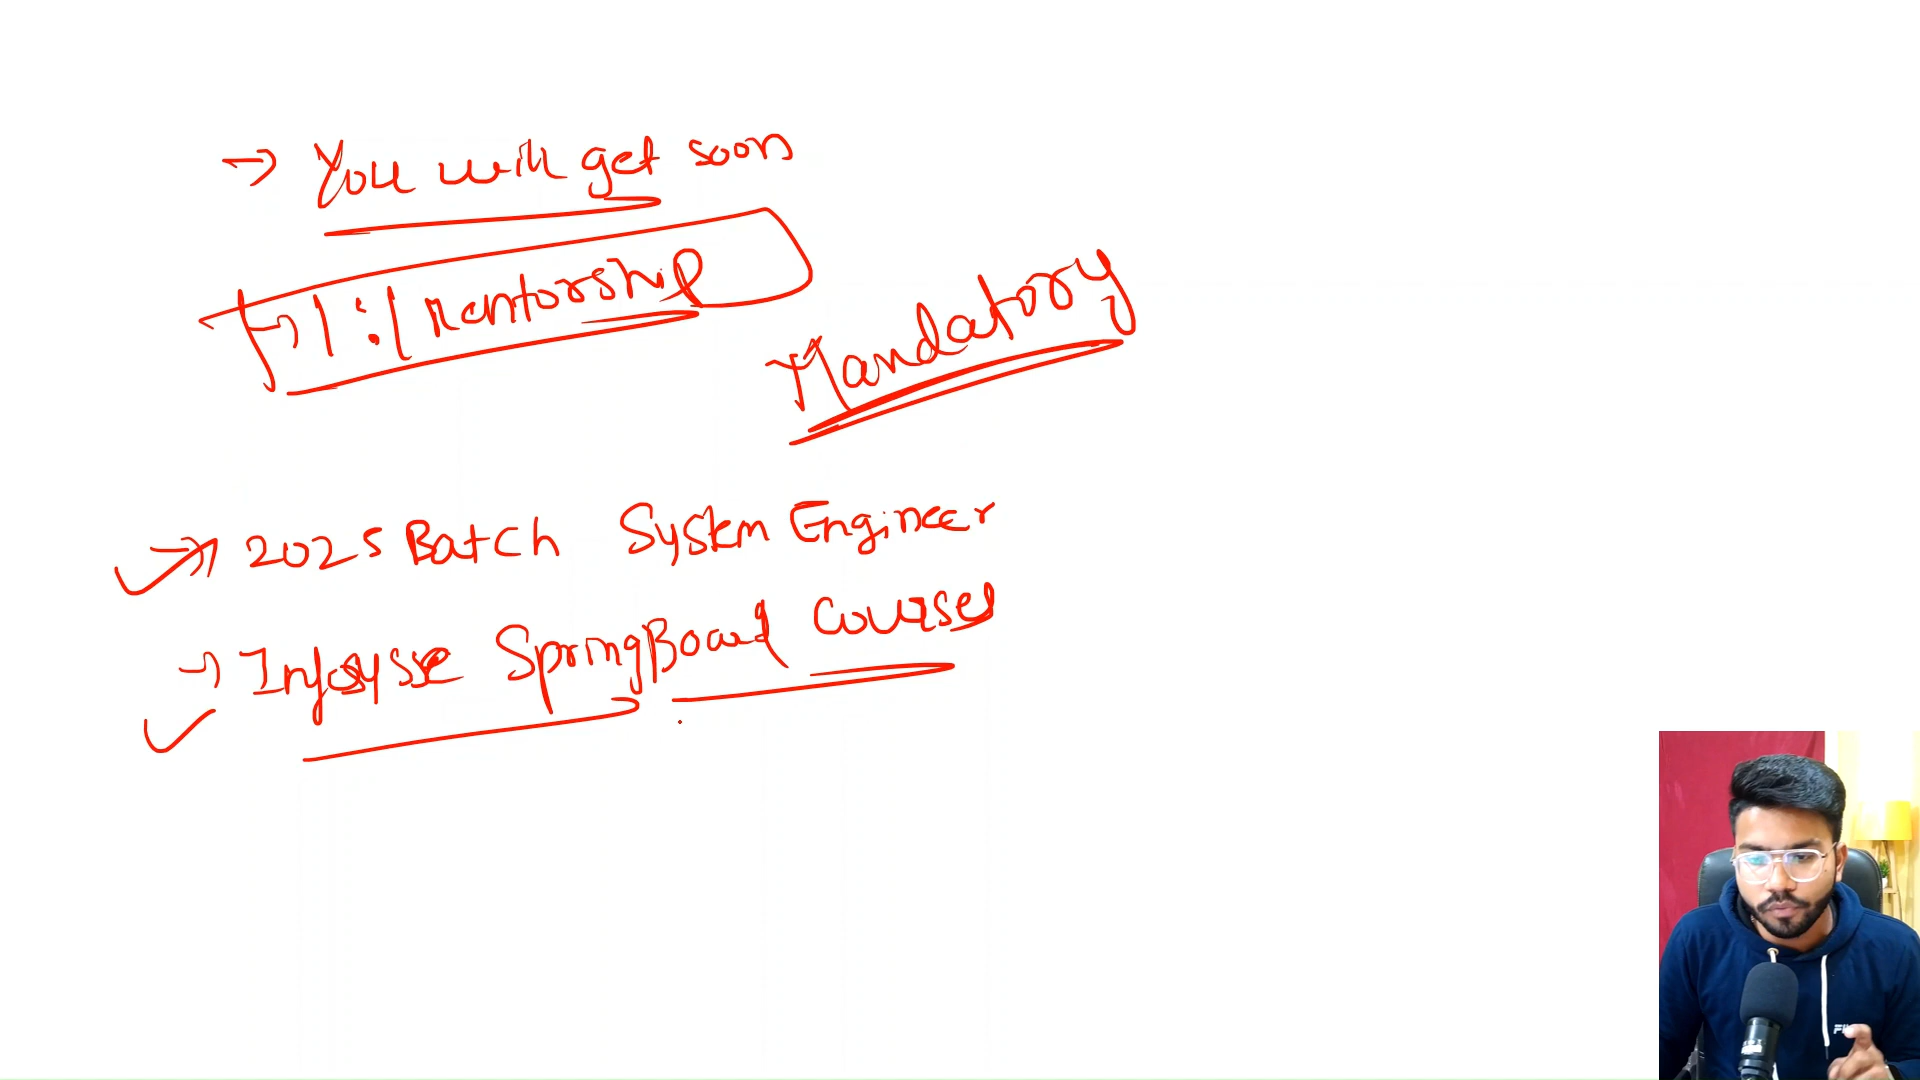 → You will get soon
→ 1:1 Mentorship
Mandatory
→ 2025 Batch System Engineer
→ Infosys SpringBoard Courses